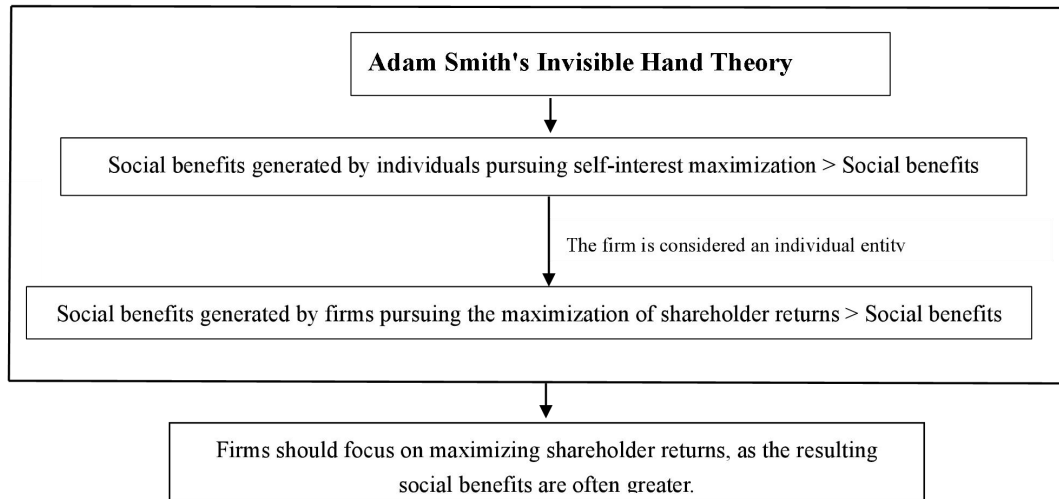 Adam Smith's Invisible Hand Theory
Social benefits generated by individuals pursuing self-interest maximization > Social benefits
The firm is considered an individual entity
Social benefits generated by firms pursuing the maximization of shareholder returns > Social benefits
Firms should focus on maximizing shareholder returns, as the resulting
social benefits are often greater.